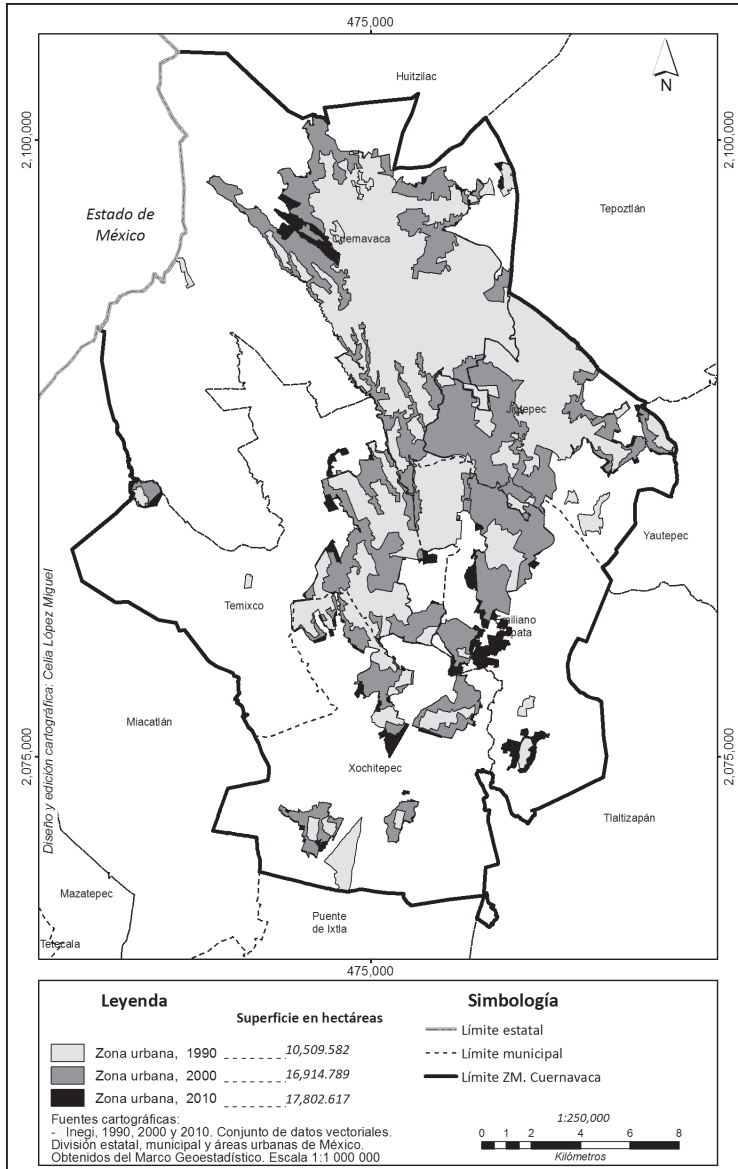 475,000
Huitzilac
N
2,100,000
2,100,000
Estado de
México
Tepoztlán
Cuernavaca
Jiutepec
Yautepec
Temixco
Emiliano
pata
Miacatlán
2,075,000
2,075,000
Xochitepec
Tlaltizapán
Diseño y edición cartográfica: Celia López Miguel
Mazatepec
Puente
de Ixtla
Tetecala
475,000
Leyenda
Superficie en hectáreas
Zona urbana, 1990 10,509.582
Zona urbana, 2000 16,914.789
Zona urbana, 2010 17,802.617
Fuentes cartográficas:
- Inegi, 1990, 2000 y 2010. Conjunto de datos vectoriales.
División estatal, municipal y áreas urbanas de México.
Obtenidos del Marco Geoestadístico. Escala 1:1 000 000
Simbología
Límite estatal
Límite municipal
Límite ZM. Cuernavaca
1:250,000
0 1 2 4 6 8
Kilómetros